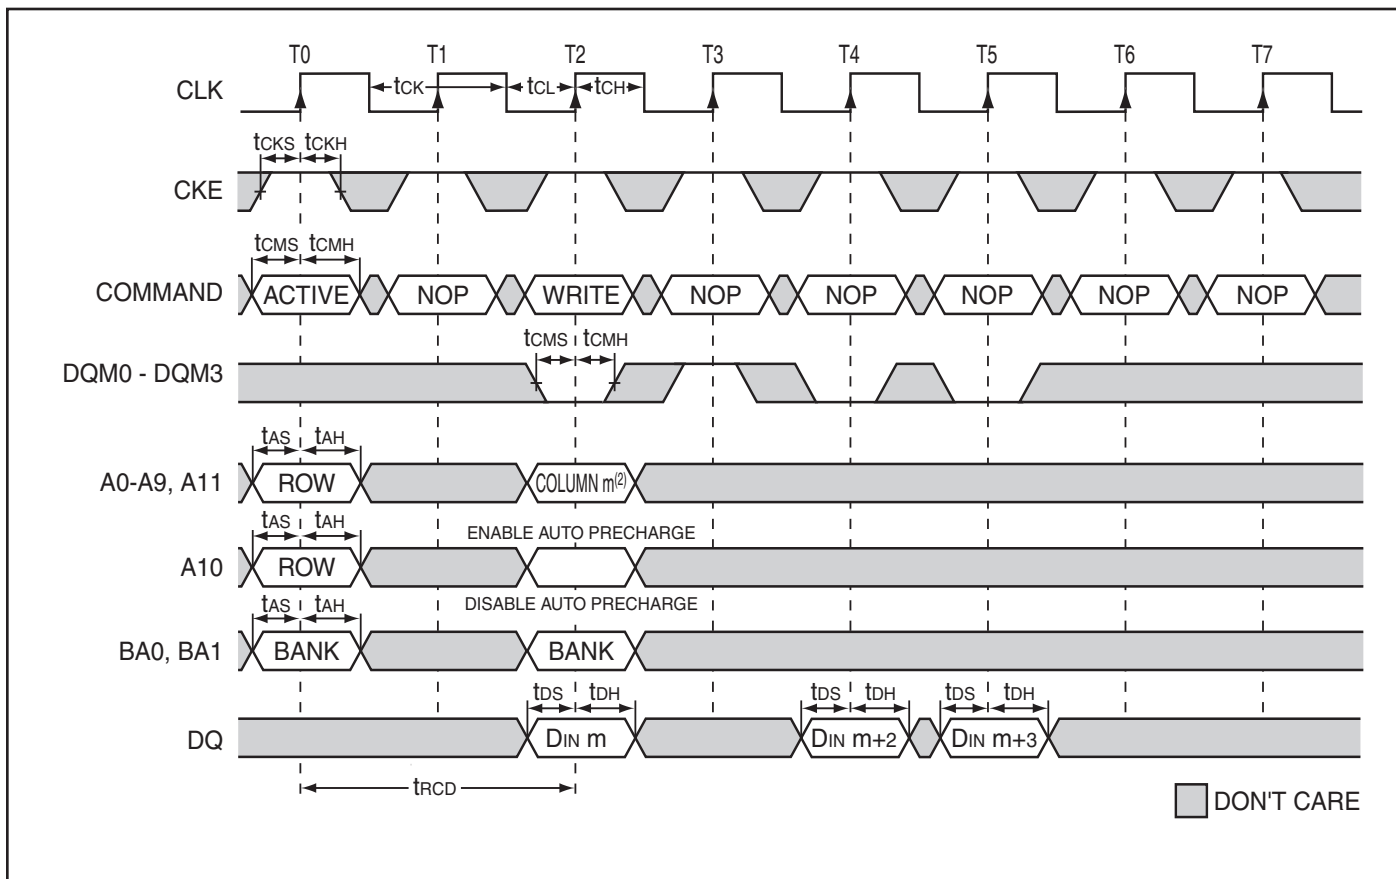 T0 T1 T2 T3 T4 T5 T6 T7
CLK tCK tCL tCH
tCKS tCKH
CKE
tCMS tCMH
COMMAND ACTIVE NOP WRITE NOP NOP NOP NOP NOP
tCMS tCMH
DQM0 - DQM3
tAS tAH
A0-A9, A11 ROW COLUMN m(2)
tAS tAH ENABLE AUTO PRECHARGE
A10 ROW
tAS tAH DISABLE AUTO PRECHARGE
BA0, BA1 BANK BANK
tDS tDH tDS tDH tDS tDH
DQ DIN m DIN m+2 DIN m+3
tRCD
DON'T CARE